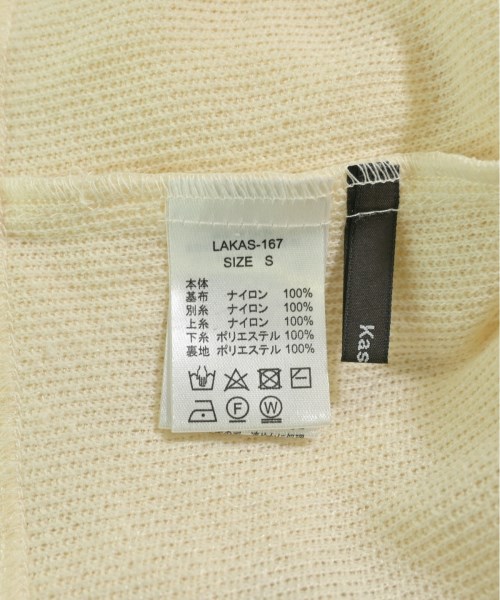 LAKAS-167
SIZE S
本体
基布 ナイロン 100%
別糸 ナイロン 100%
上糸 ナイロン 100%
下糸 ポリエステル 100%
裏地 ポリエステル 100%
F W
Kas